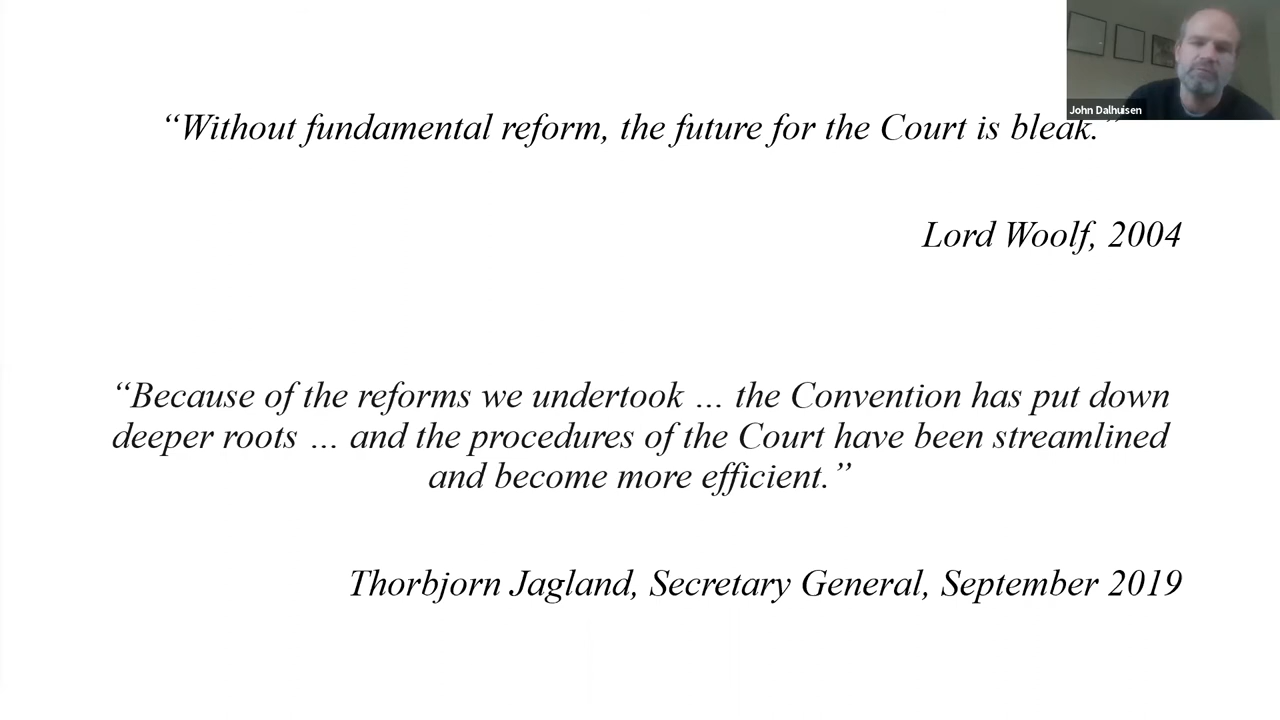 “Without fundamental reform, the future for the Court is bleak.”
John Dalhuisen
Lord Woolf, 2004
“Because of the reforms we undertook … the Convention has put down
deeper roots … and the procedures of the Court have been streamlined
and become more efficient.”
Thorbjorn Jagland, Secretary General, September 2019